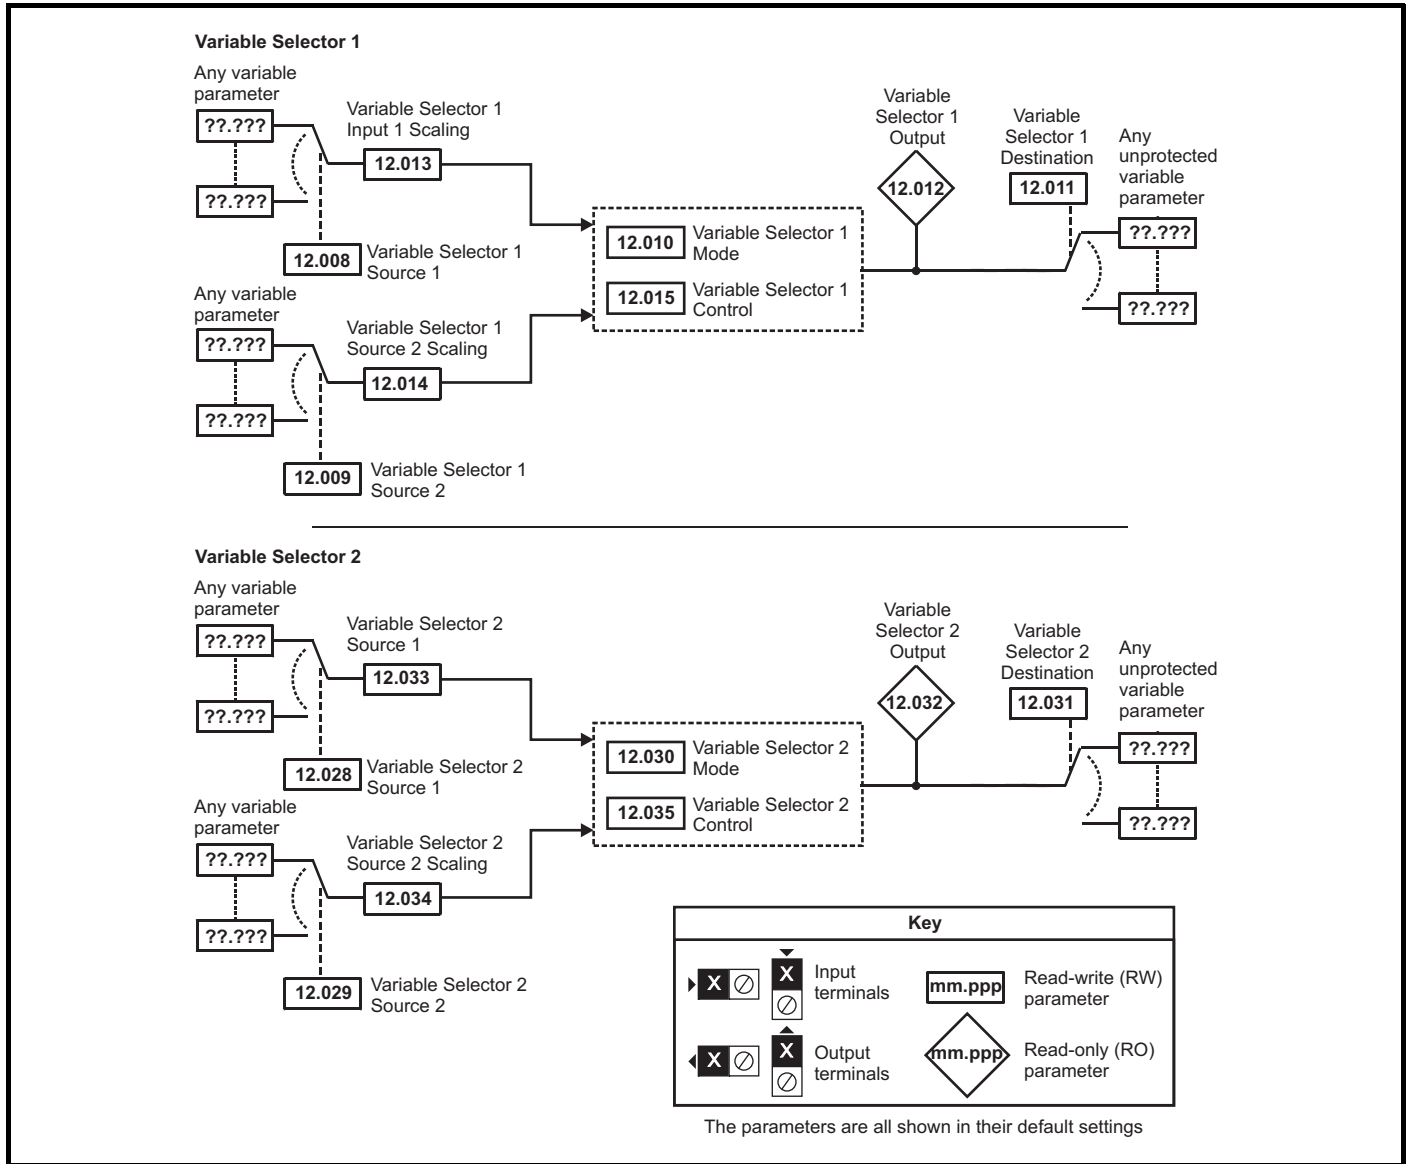 Variable Selector 1
Any variable
parameter
??.???
??.???
Variable Selector 1
Input 1 Scaling
12.013
12.008
Variable Selector 1
Source 1
Any variable
parameter
??.???
??.???
Variable Selector 1
Source 2 Scaling
12.014
12.009
Variable Selector 1
Source 2
12.010
Variable Selector 1
Mode
12.015
Variable Selector 1
Control
Variable
Selector 1
Output
12.012
Variable
Selector 1
Destination
12.011
Any
unprotected
variable
parameter
??.???
??.???
Variable Selector 2
Any variable
parameter
??.???
??.???
Variable Selector 2
Source 1
12.033
12.028
Variable Selector 2
Source 1
Any variable
parameter
??.???
??.???
Variable Selector 2
Source 2 Scaling
12.034
12.029
Variable Selector 2
Source 2
12.030
Variable Selector 2
Mode
12.035
Variable Selector 2
Control
Variable
Selector 2
Output
12.032
Variable
Selector 2
Destination
12.031
Any
unprotected
variable
parameter
??.???
??.???
Key
X
X
Input
terminals
mm.ppp
Read-write (RW)
parameter
X
X
Output
terminals
mm.ppp
Read-only (RO)
parameter
The parameters are all shown in their default settings